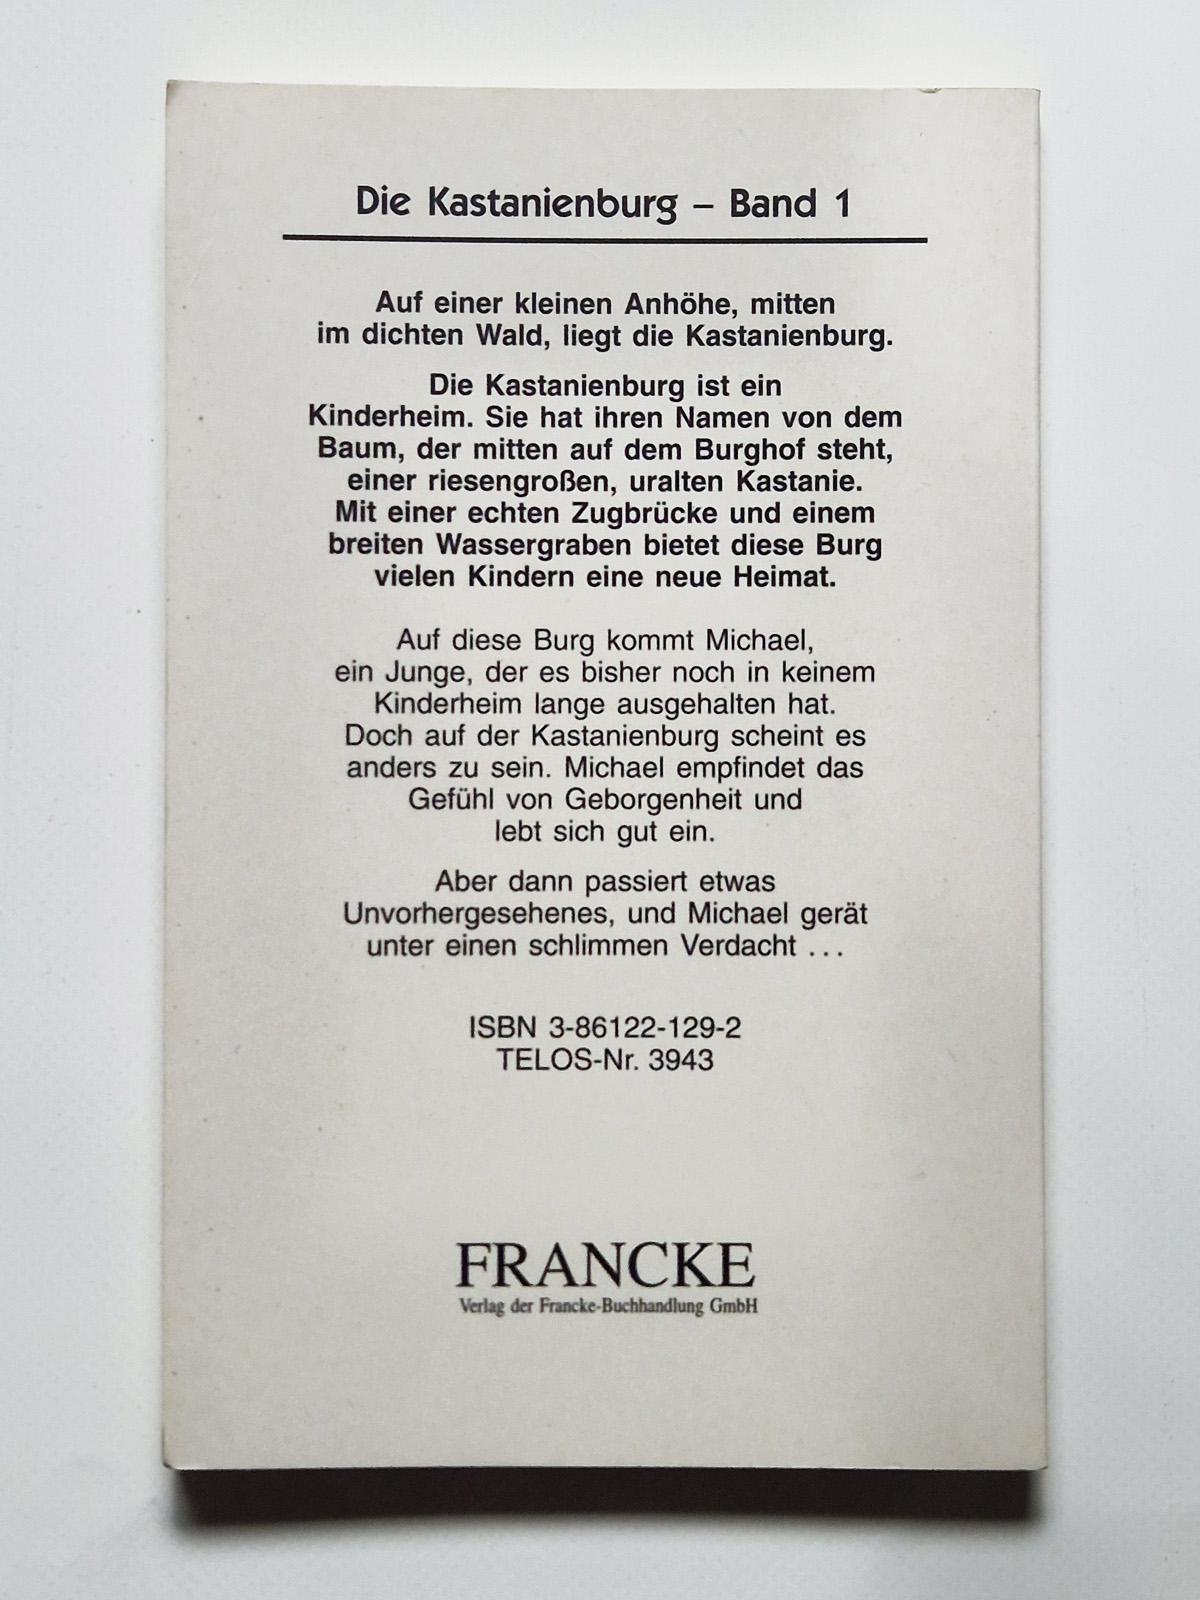 Die Kastanienburg – Band 1
Auf einer kleinen Anhöhe, mitten
im dichten Wald, liegt die Kastanienburg.
Die Kastanienburg ist ein
Kinderheim. Sie hat ihren Namen von dem
Baum, der mitten auf dem Burghof steht,
einer riesengroßen, uralten Kastanie.
Mit einer echten Zugbrücke und einem
breiten Wassergraben bietet diese Burg
vielen Kindern eine neue Heimat.
Auf diese Burg kommt Michael,
ein Junge, der es bisher noch in keinem
Kinderheim lange ausgehalten hat.
Doch auf der Kastanienburg scheint es
anders zu sein. Michael empfindet das
Gefühl von Geborgenheit und
lebt sich gut ein.
Aber dann passiert etwas
Unvorhergesehenes, und Michael gerät
unter einen schlimmen Verdacht ...
ISBN 3-86122-129-2
TELOS-Nr. 3943
FRANCKE
Verlag der Francke-Buchhandlung GmbH